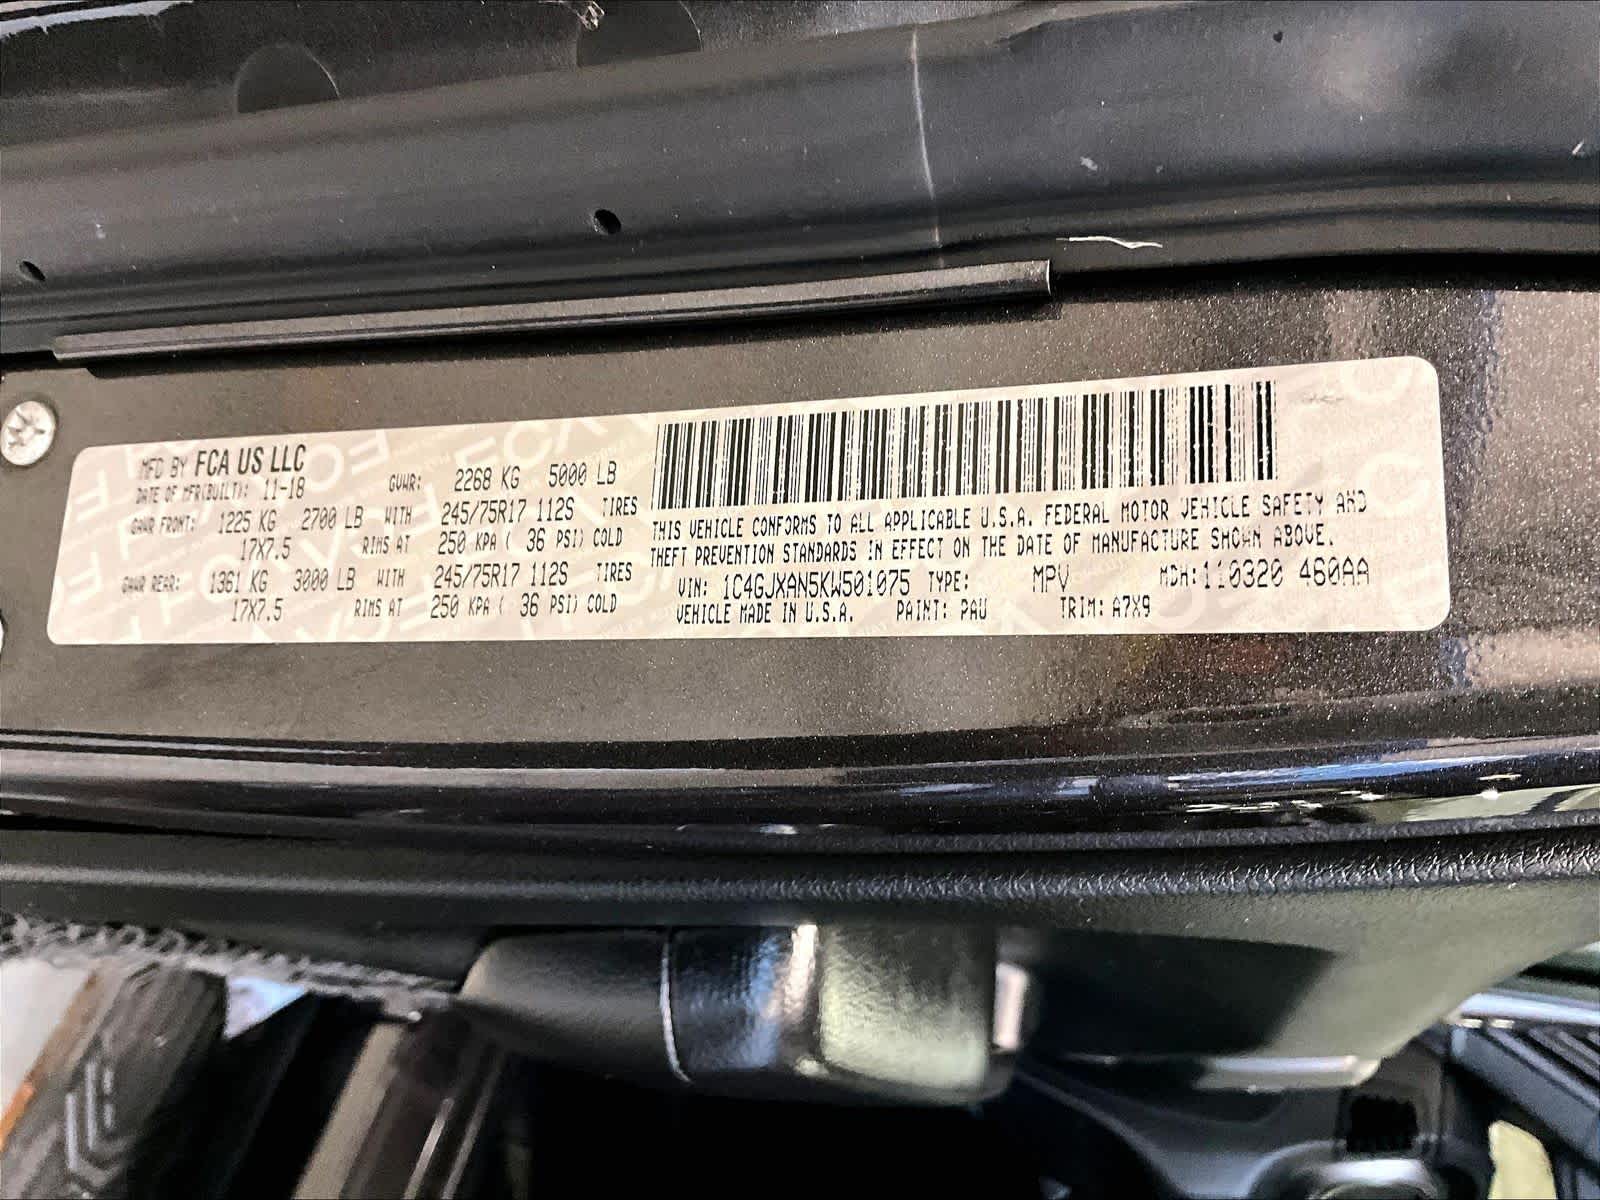 MFD BY FCA US LLC
DATE OF MFR(BUILT): 11-18 GVWR: 2268 KG 5000 LB
GAWR FRONT: 1225 KG 2700 LB WITH 245/75R17 112S TIRES
17X7.5 RIMS AT 250 KPA ( 36 PSI) COLD
GAWR REAR: 1361 KG 3000 LB WITH 245/75R17 112S TIRES
17X7.5 RIMS AT 250 KPA ( 36 PSI) COLD
THIS VEHICLE CONFORMS TO ALL APPLICABLE U.S.A. FEDERAL MOTOR VEHICLE SAFETY AND
THEFT PREVENTION STANDARDS IN EFFECT ON THE DATE OF MANUFACTURE SHOWN ABOVE.
VIN: 1C4GJXAN5KW501075 TYPE: MPV MDH: 110320 460AA
VEHICLE MADE IN U.S.A. PAINT: PAU TRIM: A7X9